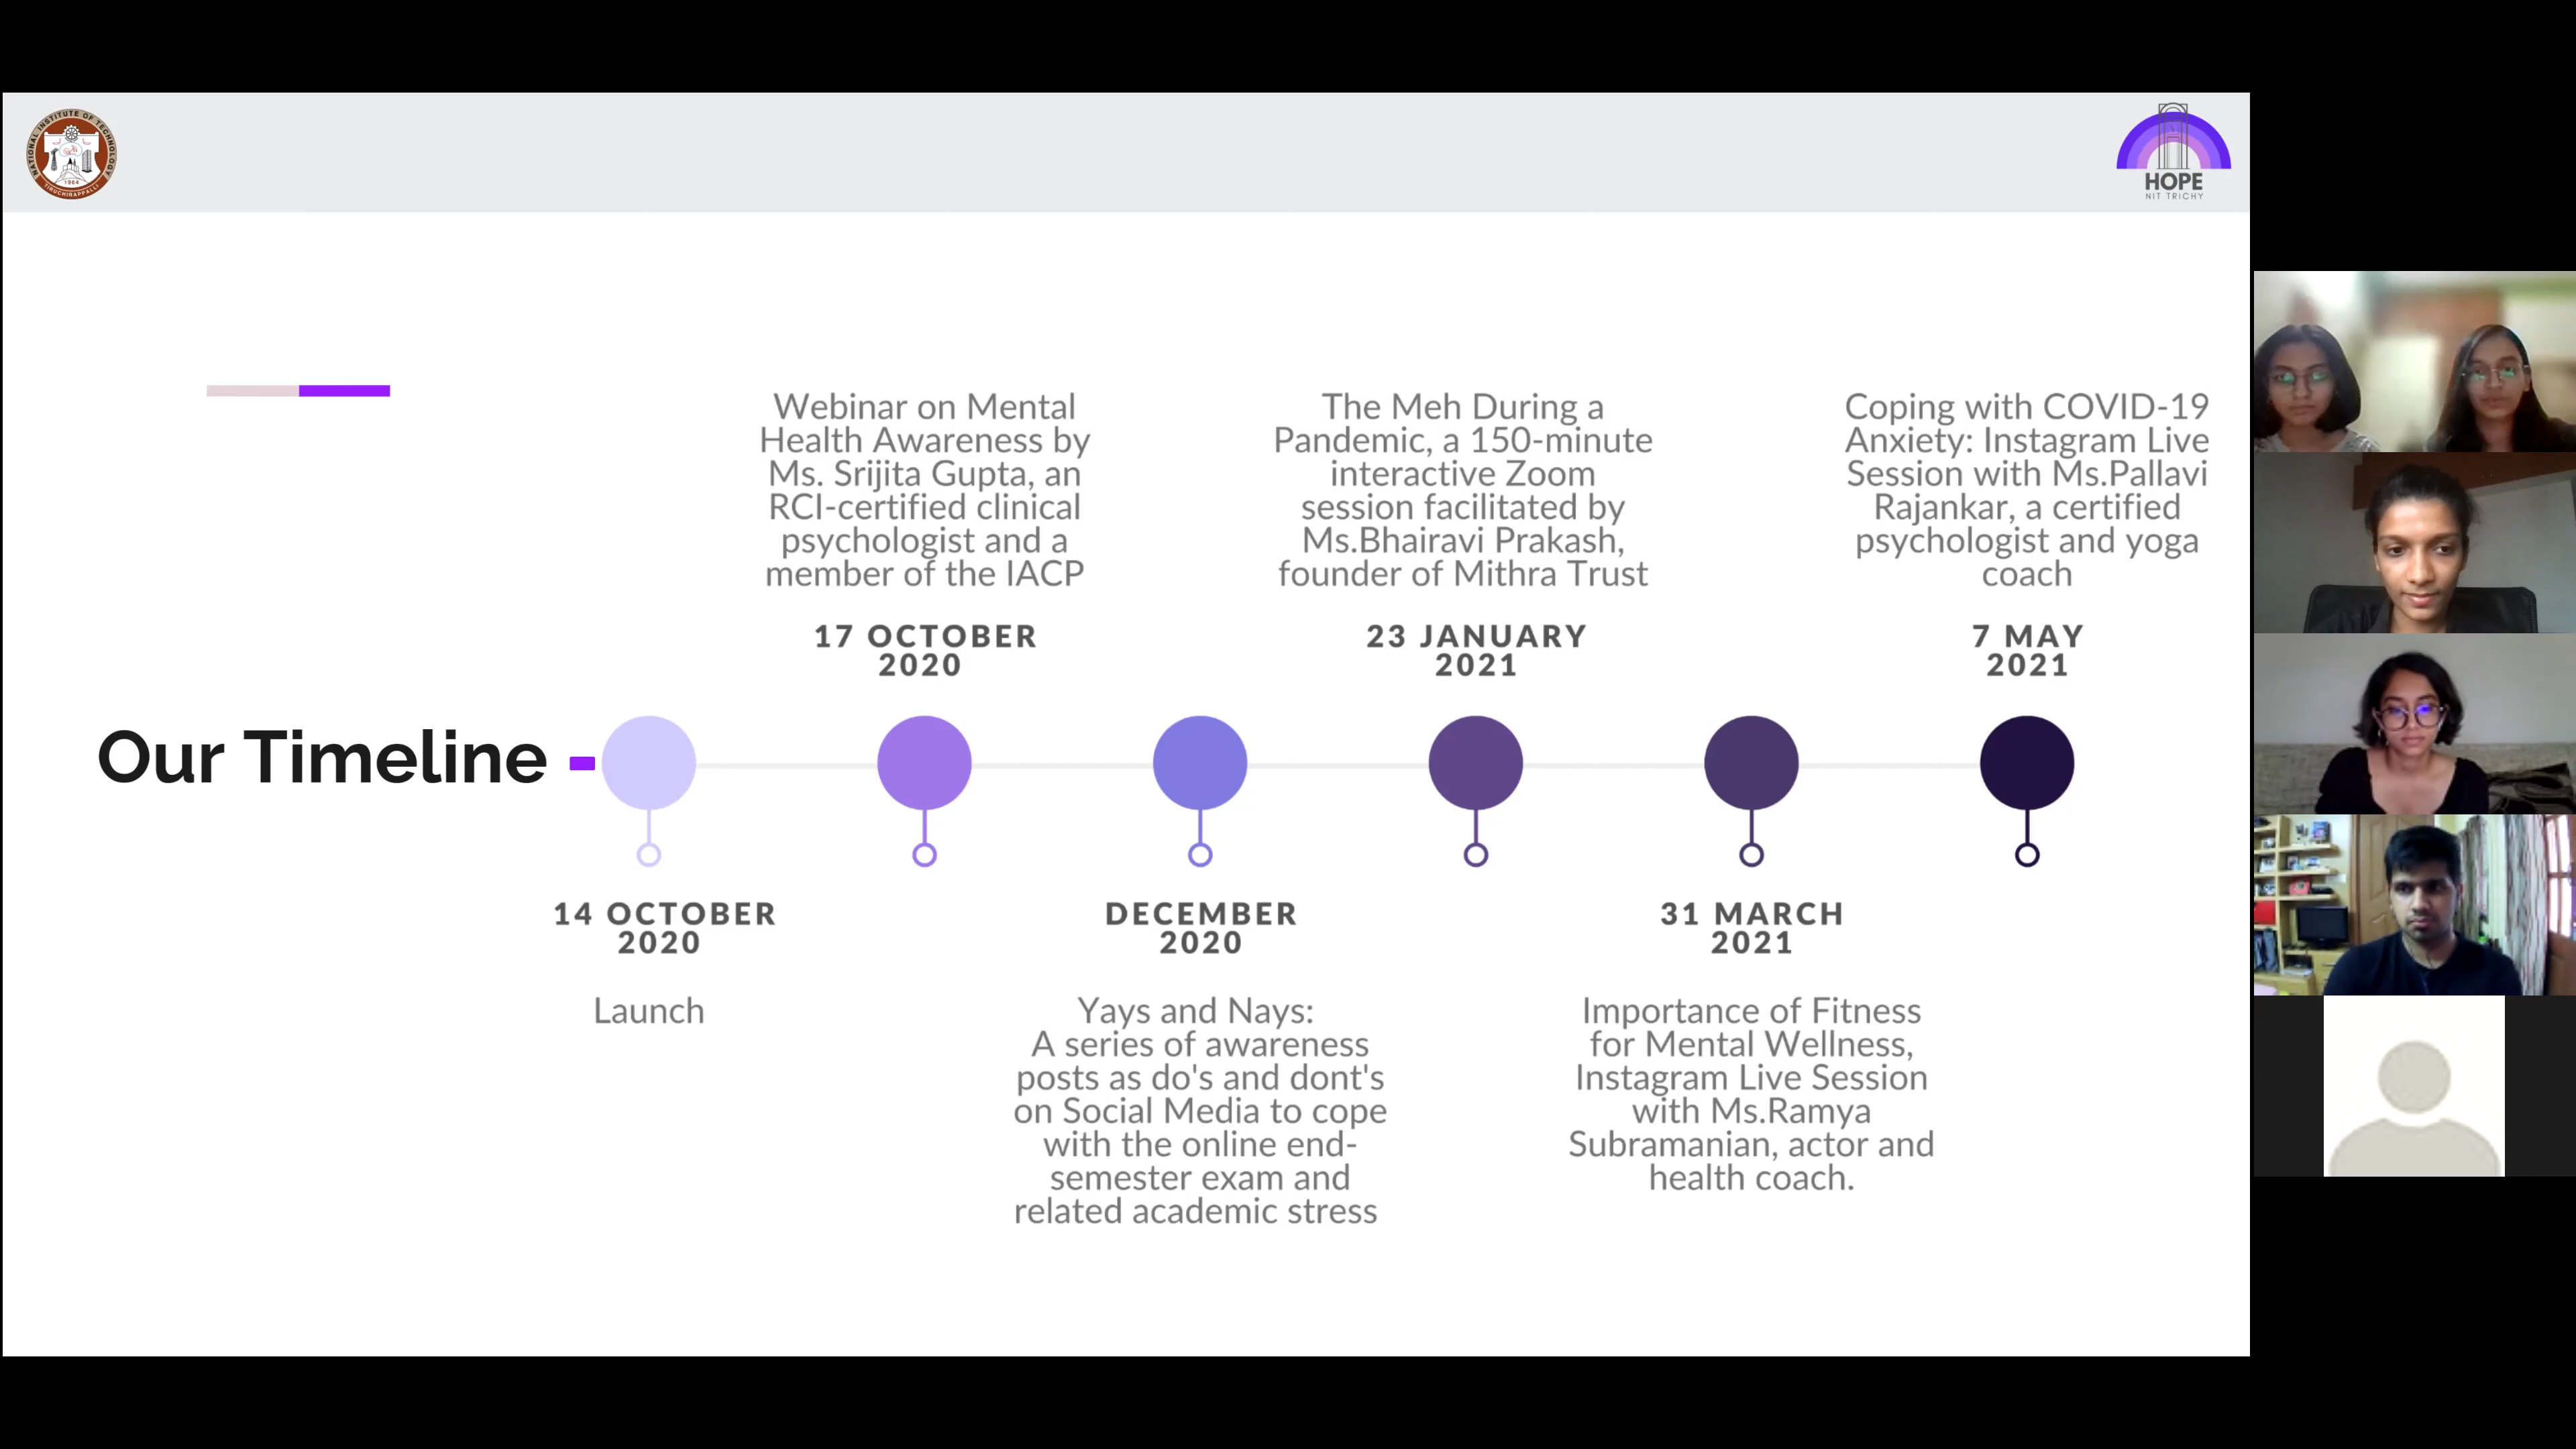 NATIONAL INSTITUTE OF TECHNOLOGY
1964
TIRUCHIRAPPALLI
HOPE
NIT TRICHY
Our Timeline
14 OCTOBER
2020
Launch
Webinar on Mental
Health Awareness by
Ms. Srijita Gupta, an
RCI-certified clinical
psychologist and a
member of the IACP
17 OCTOBER
2020
DECEMBER
2020
Yays and Nays:
A series of awareness
posts as do's and dont's
on Social Media to cope
with the online end-
semester exam and
related academic stress
The Meh During a
Pandemic, a 150-minute
interactive Zoom
session facilitated by
Ms.Bhairavi Prakash,
founder of Mithra Trust
23 JANUARY
2021
31 MARCH
2021
Importance of Fitness
for Mental Wellness,
Instagram Live Session
with Ms.Ramya
Subramanian, actor and
health coach.
Coping with COVID-19
Anxiety: Instagram Live
Session with Ms.Pallavi
Rajankar, a certified
psychologist and yoga
coach
7 MAY
2021